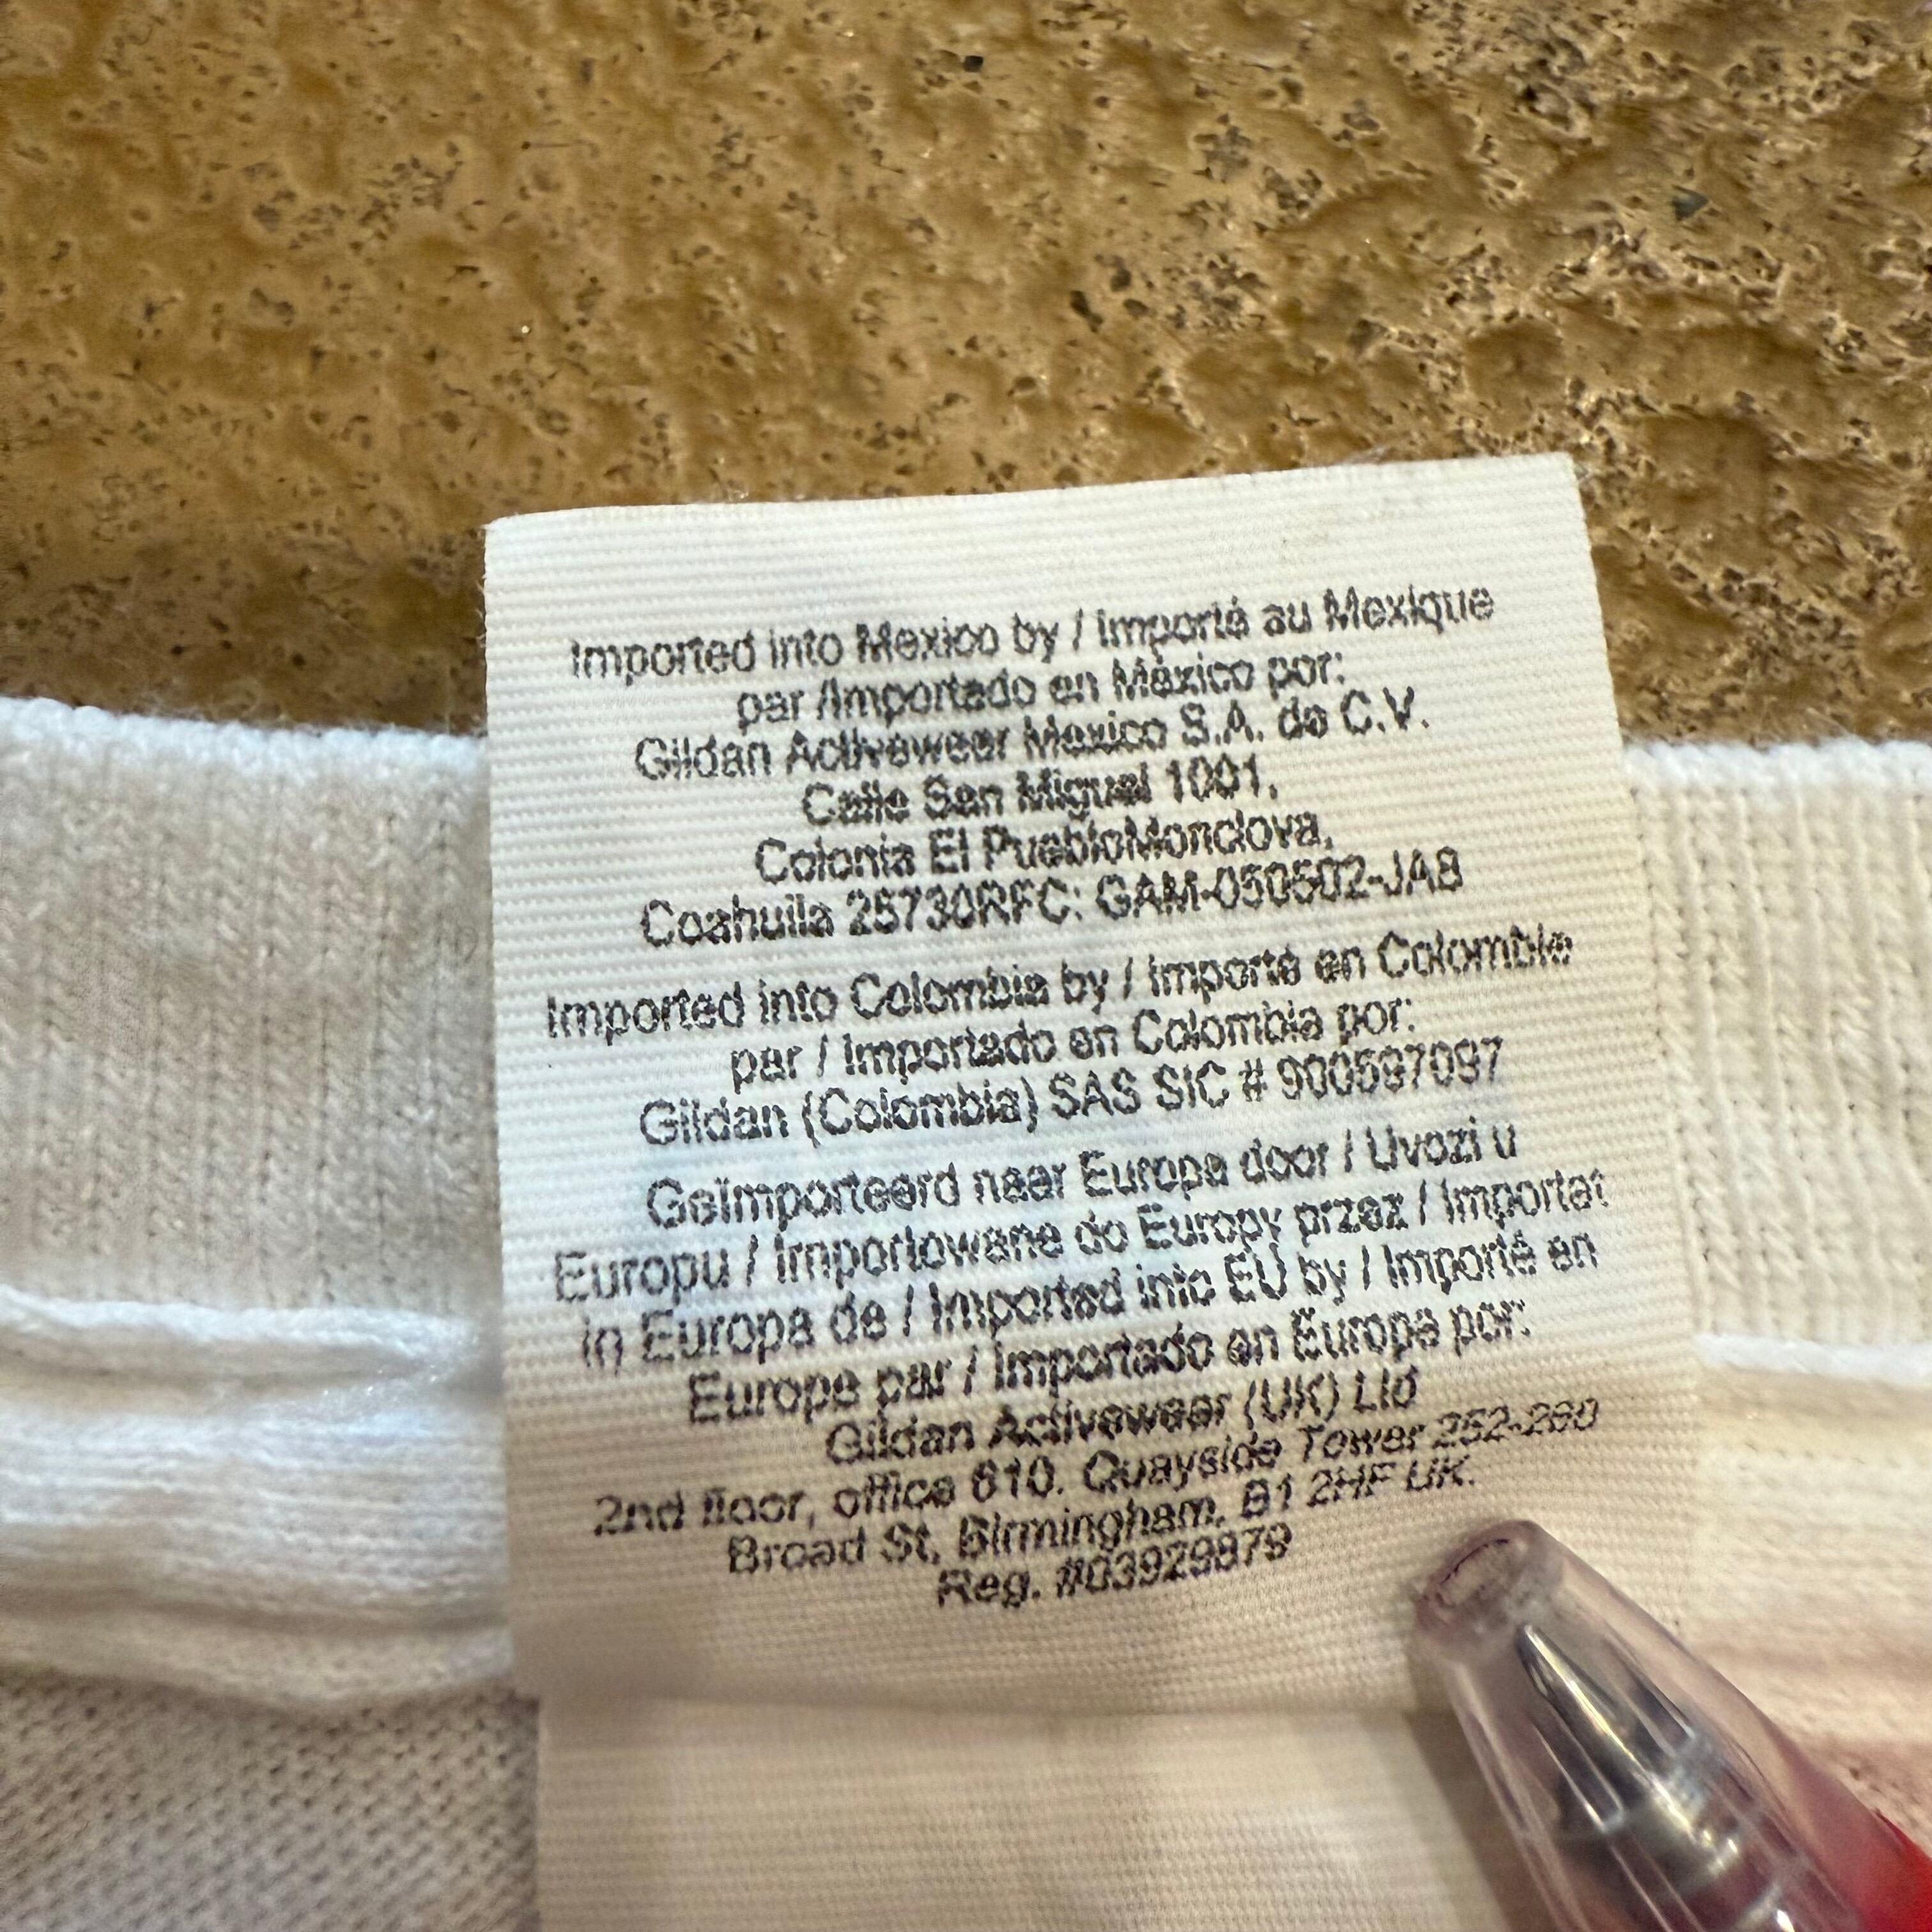 Imported into Mexico by / Importé au Mexique
par /Importado en México por:
Gildan Activewear Mexico S.A. de C.V.
Calle San Miguel 1001,
Colonia El PuebloMonclova,
Coahuila 25730RFC: GAM-050502-JA8
Imported into Colombia by / Importé en Colombie
par / Importado en Colombia por:
Gildan (Colombia) SAS SIC # 900597097
Geïmporteerd naar Europa door / Uvozi u
Europu / Importowane do Europy przez / Importat
in Europa de / Imported into EU by / Importé en
Europe par / Importado en Europa por:
Gildan Activewear (UK) Ltd
2nd floor, office 610. Quayside Tower 252-260
Broad St, Birmingham, B1 2HF UK.
Reg. #03929879